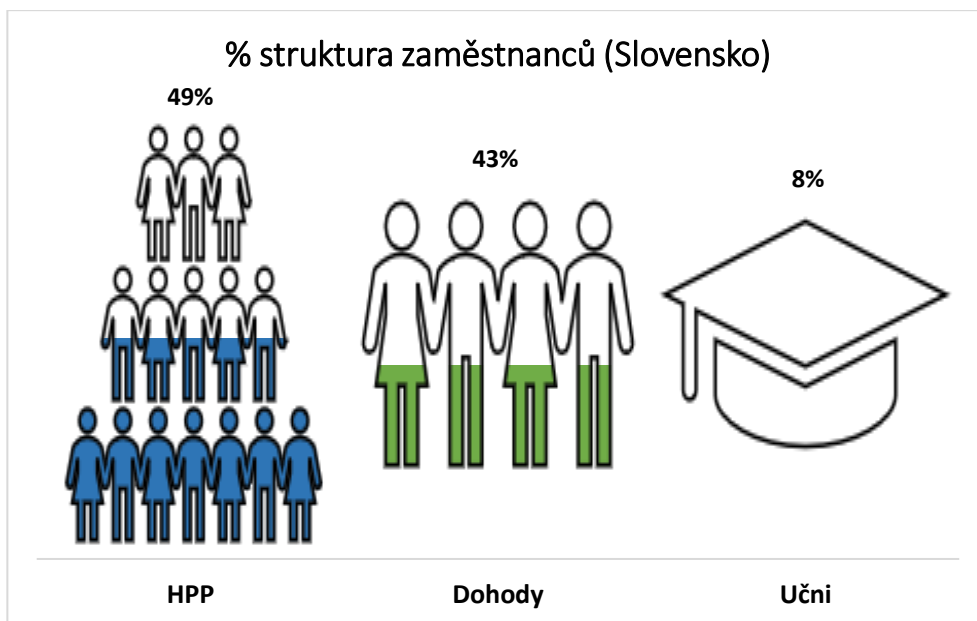 % struktura zaměstnanců (Slovensko)
49%
43%
8%
HPP
Dohody
Učni